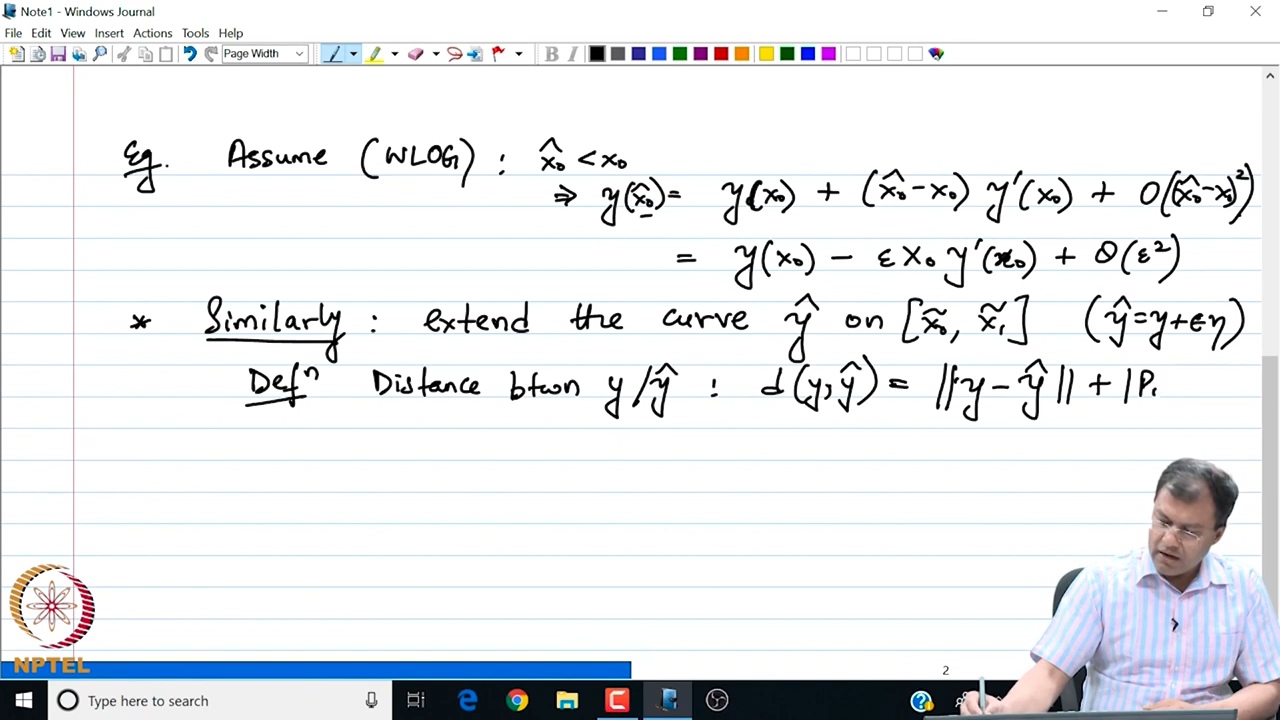 Note1 - Windows Journal
File Edit View Insert Actions Tools Help
Page Width B I
Eg. Assume (WLOG) : x̂₀ < x₀
⇒ y(x̂₀) = y(x₀) + (x̂₀-x₀) y'(x₀) + O((x̂₀-x₀)²)
= y(x₀) - εX₀ y'(x₀) + O(ε²)
* Similarly : extend the curve ŷ on [x̃₀, x̃₁] (ŷ=y+εη)
Defⁿ Distance btwn y/ŷ : d(y,ŷ) = ||y-ŷ|| + |P.
NPTEL
2
Type here to search